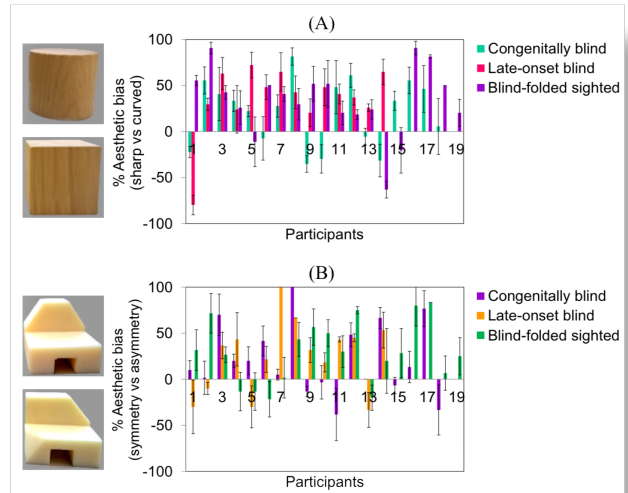 (A)
% Aesthetic bias
(sharp vs curved)
100
50
0
-50
-100
1 3 5 7 9 11 13 15 17 19
Participants
Congenitally blind
Late-onset blind
Blind-folded sighted
(B)
% Aesthetic bias
(symmetry vs asymmetry)
100
50
0
-50
-100
1 3 5 7 9 11 13 15 17 19
Participants
Congenitally blind
Late-onset blind
Blind-folded sighted